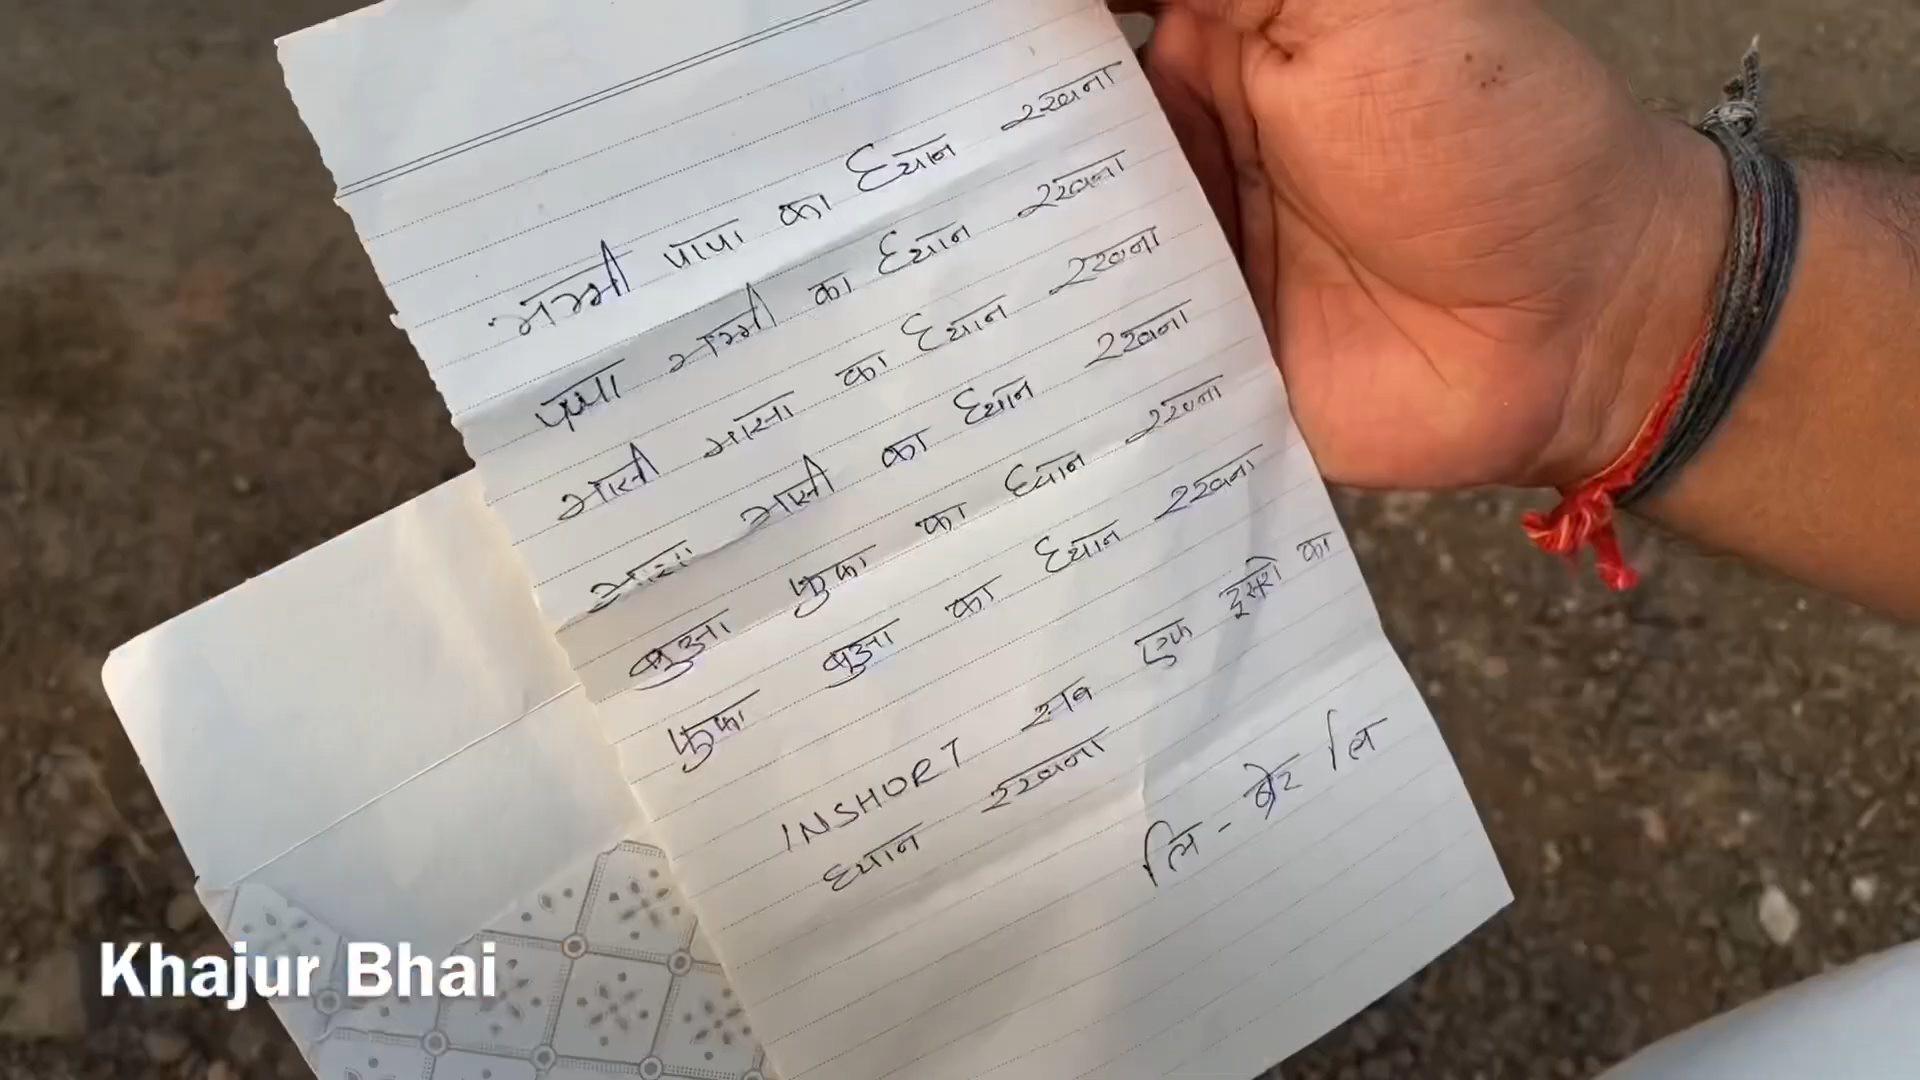 मम्मी पापा का ध्यान रखना
पापा मम्मी का ध्यान रखना
मासी मासा का ध्यान रखना
मासा मासी का ध्यान रखना
बुआ फुफा का ध्यान रखना
फुफा बुआ का ध्यान रखना
INSHORT सब एक दूसरे का
ध्यान रखना
लि -
Khajur Bhai